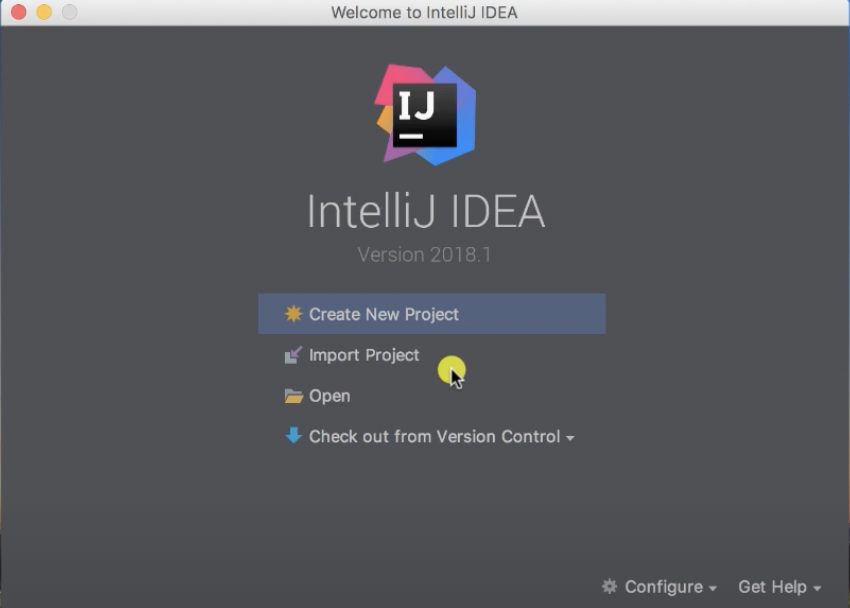 Welcome to IntelliJ IDEA
IJ
IntelliJ IDEA
Version 2018.1
Create New Project
Import Project
Open
Check out from Version Control
Configure
Get Help